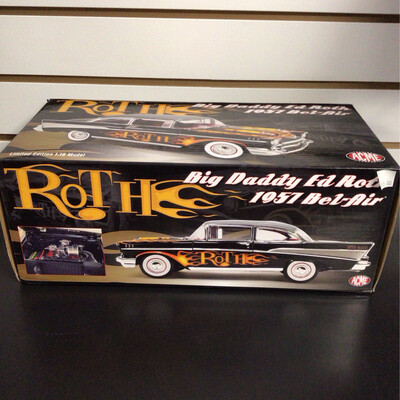 ROTH
Big Daddy Ed Roth
1957 Bel-Air
ROTH
Limited Edition 1:18 Model
ACME
ROTH
Big Daddy Ed Roth
1957 Bel-Air
ROTH
ACME